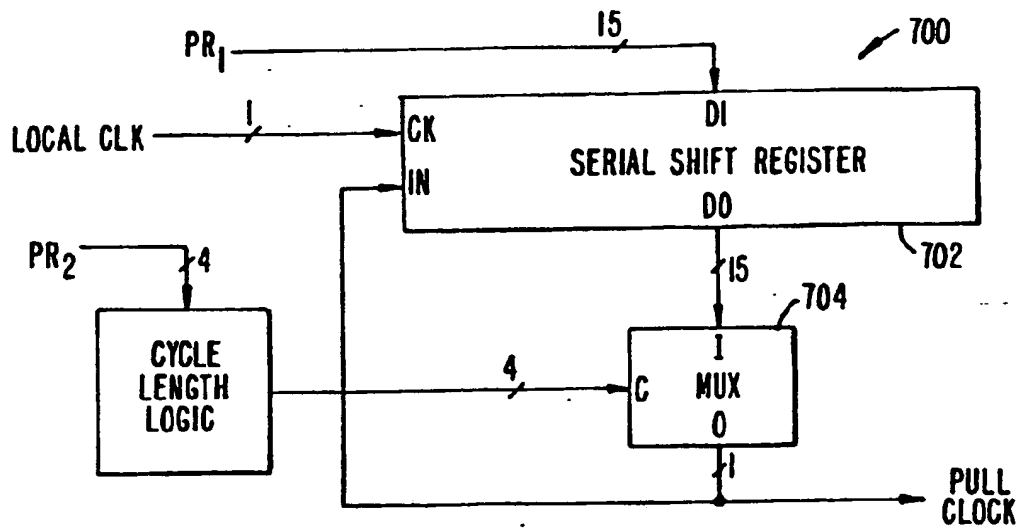 PR1
15
700
LOCAL CLK
1
CK
DI
SERIAL SHIFT REGISTER
IN
DO
702
PR2
4
15
704
CYCLE
LENGTH
LOGIC
4
I
C
MUX
O
1
PULL
CLOCK